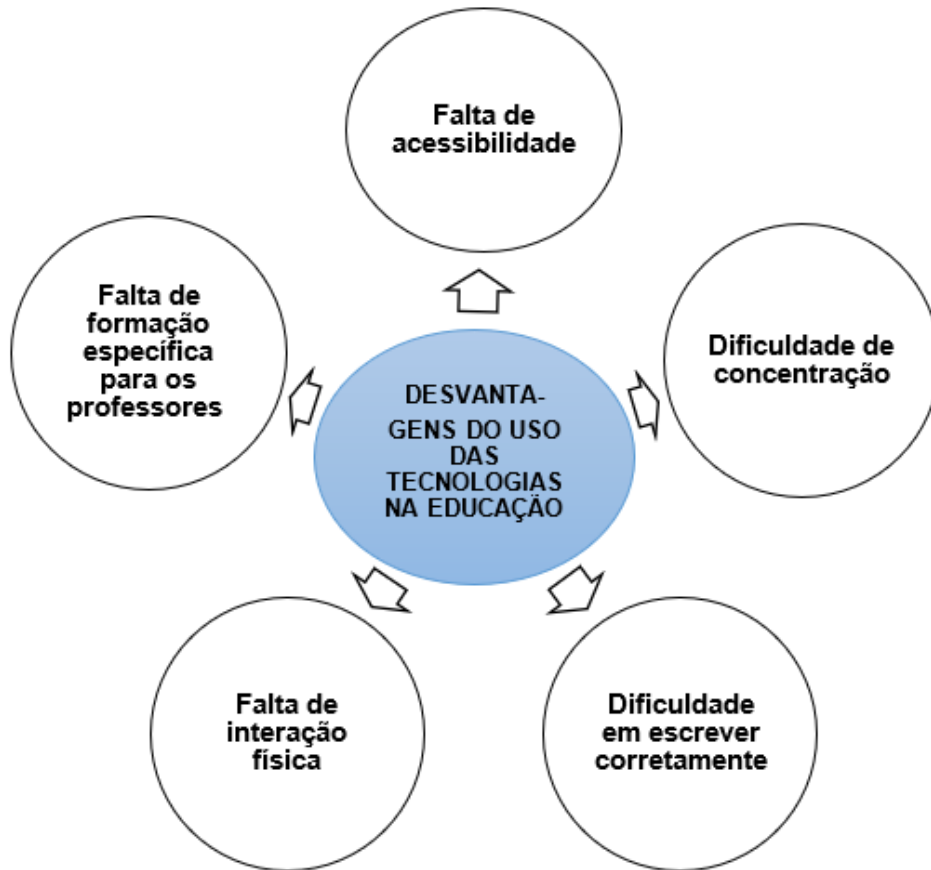 Falta de
acessibilidade
Falta de
formação
específica
para os
professores
DESVANTA-
GENS DO USO
DAS
TECNOLOGIAS
NA EDUCAÇÃO
Dificuldade de
concentração
Falta de
interação
física
Dificuldade
em escrever
corretamente